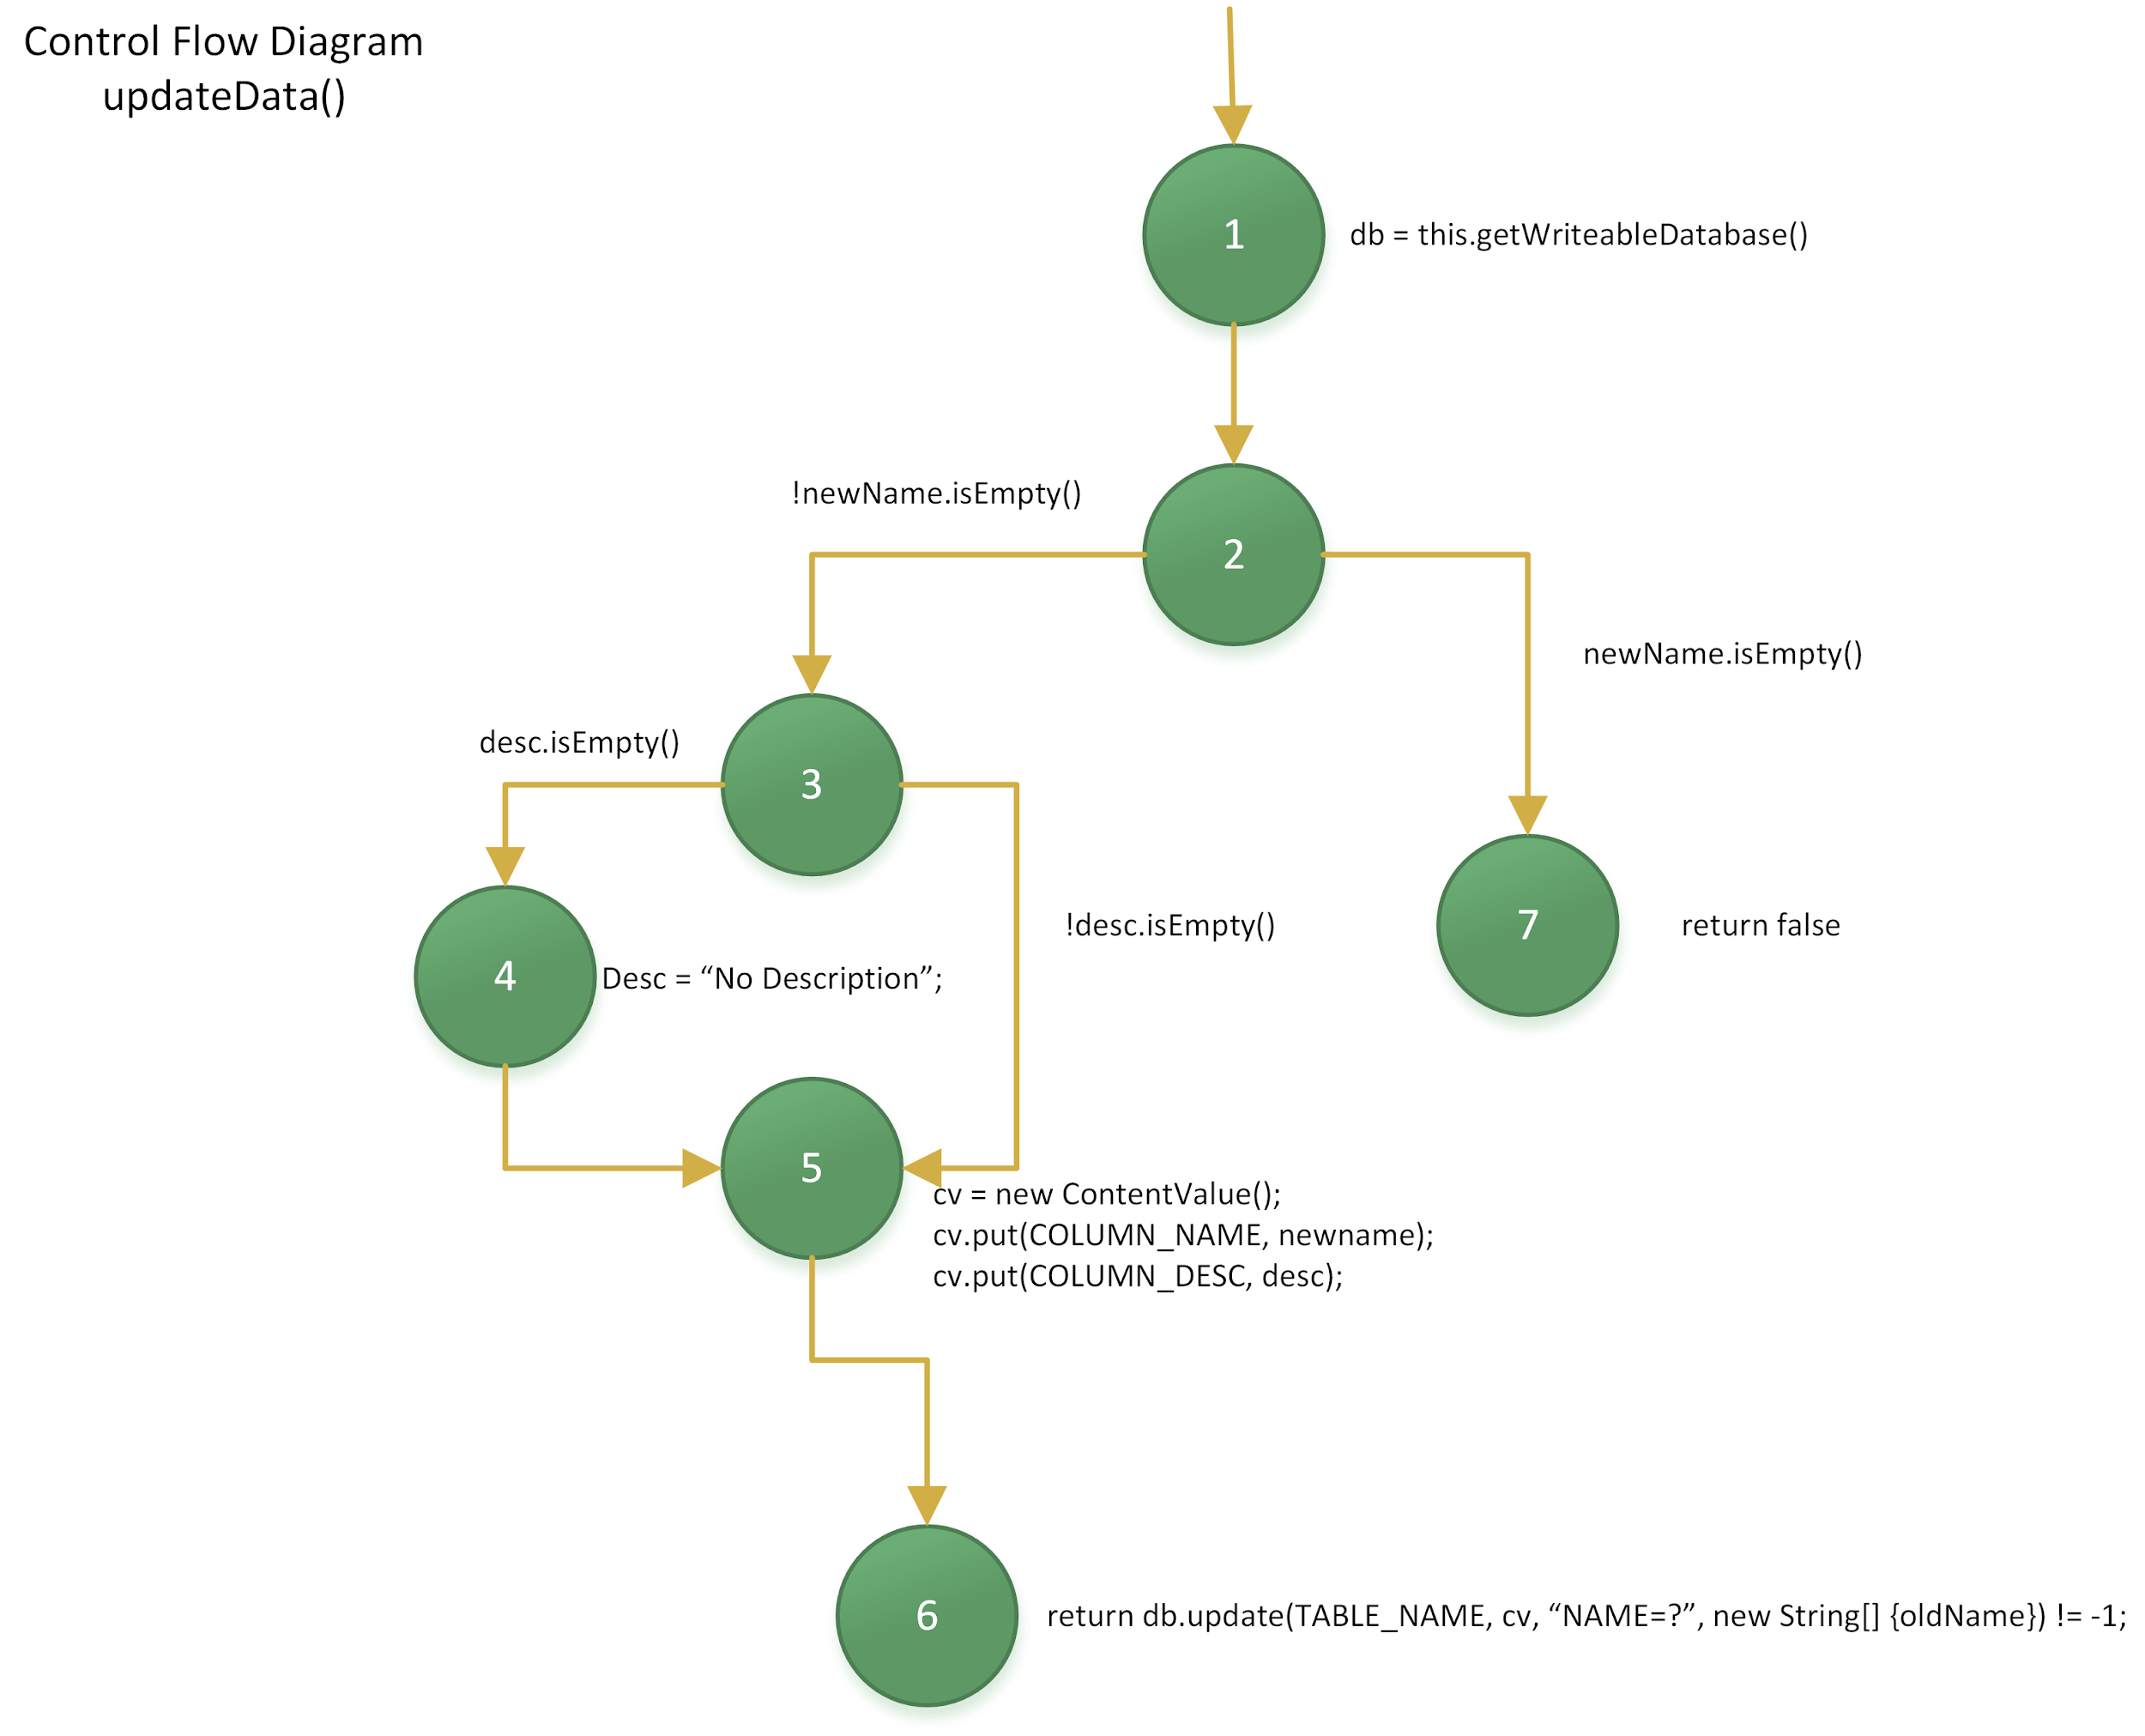 Control Flow Diagram
updateData()
1
db = this.getWriteableDatabase()
!newName.isEmpty()
2
newName.isEmpty()
desc.isEmpty()
3
!desc.isEmpty()
7
return false
4
Desc = “No Description”;
5
cv = new ContentValue();
cv.put(COLUMN_NAME, newname);
cv.put(COLUMN_DESC, desc);
6
return db.update(TABLE_NAME, cv, “NAME=?”, new String[] {oldName}) != -1;